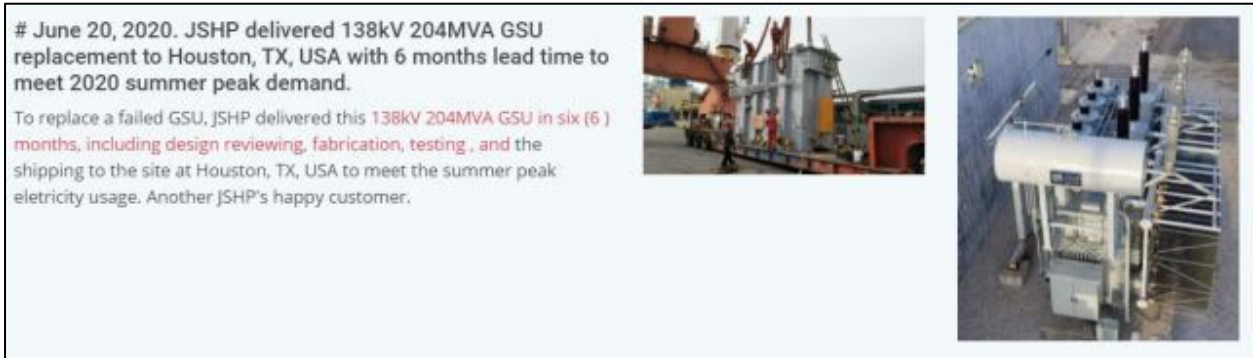 # June 20, 2020. JSHP delivered 138kV 204MVA GSU
replacement to Houston, TX, USA with 6 months lead time to
meet 2020 summer peak demand.
To replace a failed GSU, JSHP delivered this 138kV 204MVA GSU in six (6 )
months, including design reviewing, fabrication, testing , and the
shipping to the site at Houston, TX, USA to meet the summer peak
eletricity usage. Another JSHP's happy customer.